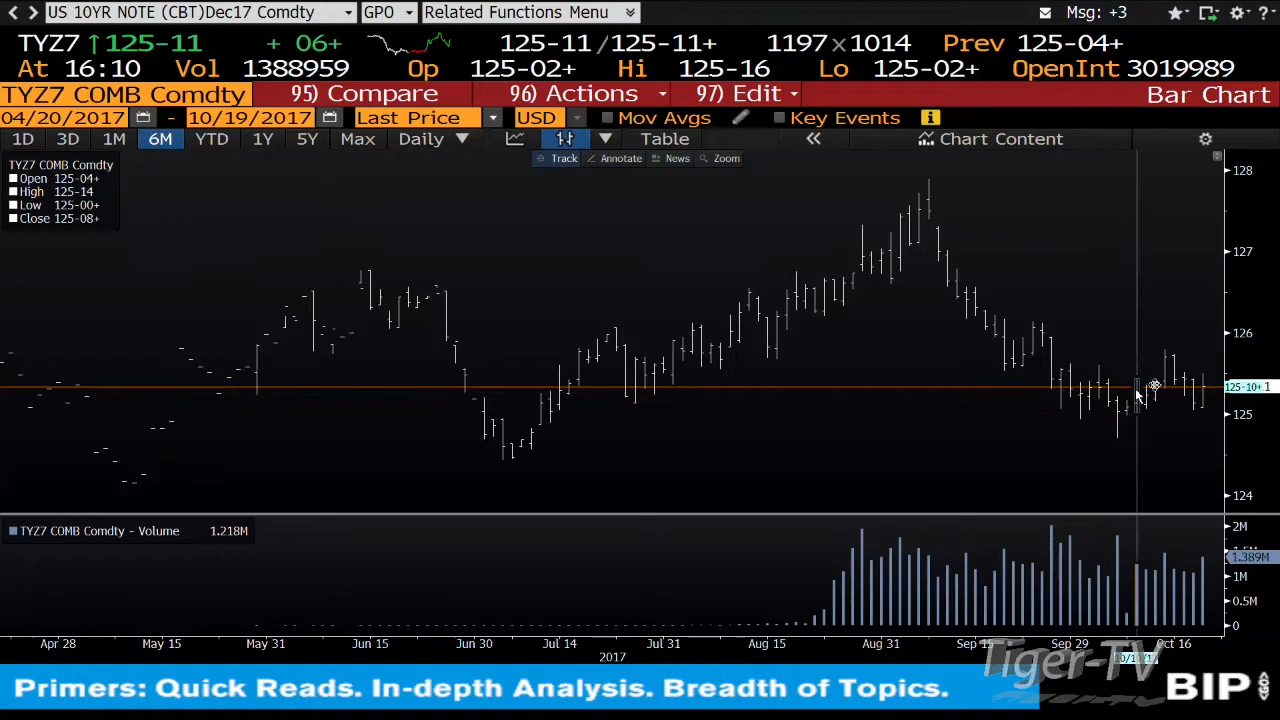 US 10YR NOTE (CBT)Dec17 Comdty GPO Related Functions Menu Msg: +3
TYZ7 ↑125-11 + 06+ 125-11/125-11+ 1197x1014 Prev 125-04+
At 16:10 Vol 1388959 Op 125-02+ Hi 125-16 Lo 125-02+ OpenInt 3019989
TYZ7 COMB Comdty 95) Compare 96) Actions 97) Edit Bar Chart
04/20/2017 - 10/19/2017 Last Price USD Mov Avgs Key Events
1D 3D 1M 6M YTD 1Y 5Y Max Daily ▼ Table « Chart Content
Track Annotate News Zoom
TYZ7 COMB Comdty
Open 125-04+
High 125-14
Low 125-00+
Close 125-08+
128
127
126
125-10+ 1
125
124
TYZ7 COMB Comdty - Volume 1.218M
2M
1.389M
1M
0.5M
0
Apr 28 May 15 May 31 Jun 15 Jun 30 Jul 14 Jul 31 Aug 15 Aug 31 Sep 15 Sep 29 Oct 16
2017
Tiger-TV
Primers: Quick Reads. In-depth Analysis. Breadth of Topics.
BIP